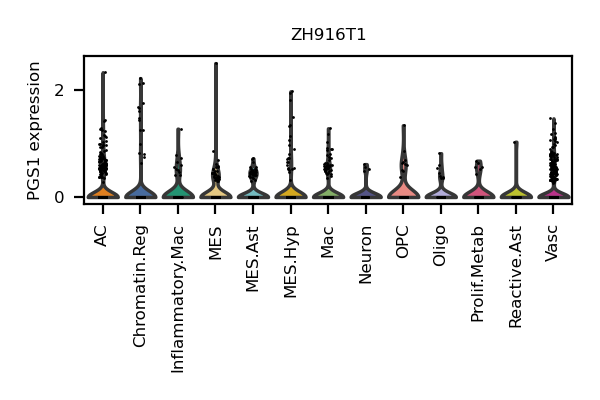 ZH916T1
PGS1 expression
2
0
AC
Chromatin.Reg
Inflammatory.Mac
MES
MES.Ast
MES.Hyp
Mac
Neuron
OPC
Oligo
Prolif.Metab
Reactive.Ast
Vasc